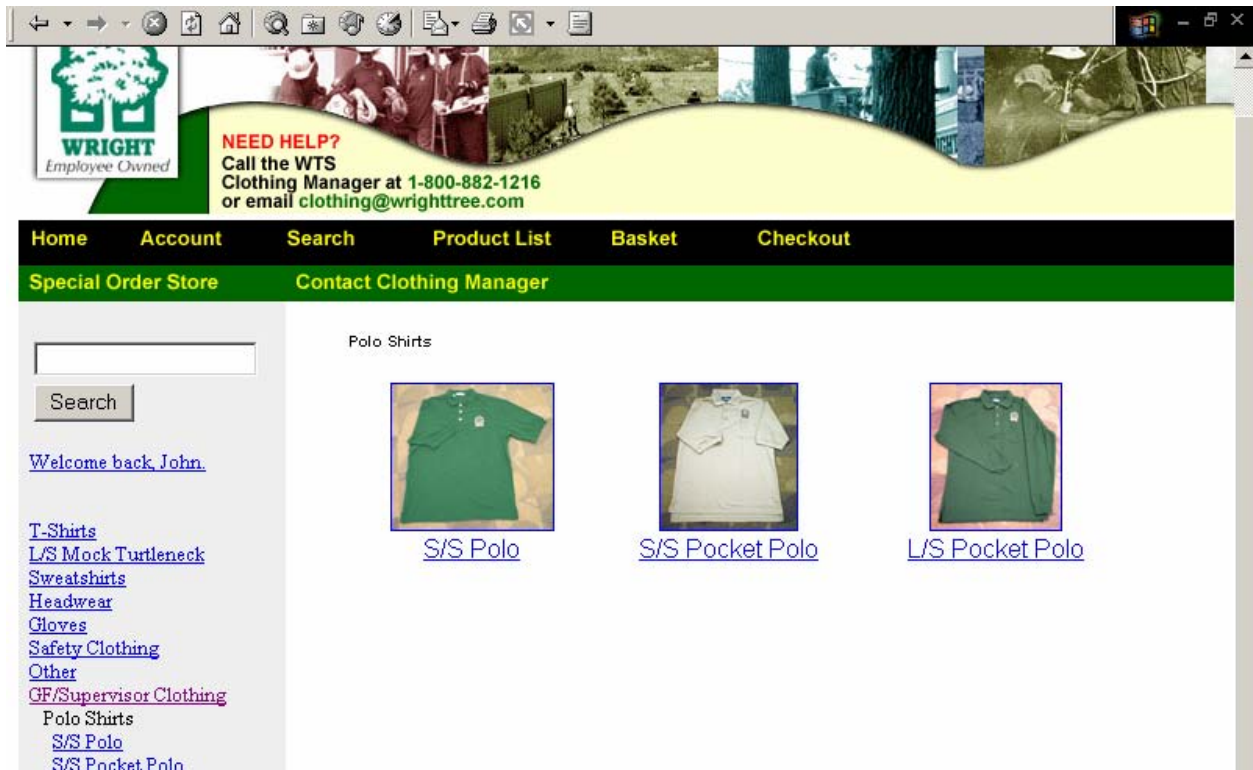 WRIGHT
Employee Owned
NEED HELP?
Call the WTS
Clothing Manager at 1-800-882-1216
or email clothing@wrighttree.com
Home Account Search Product List Basket Checkout
Special Order Store Contact Clothing Manager
Search
Welcome back, John.
T-Shirts
L/S Mock Turtleneck
Sweatshirts
Headwear
Gloves
Safety Clothing
Other
GF/Supervisor Clothing
Polo Shirts
S/S Polo
S/S Pocket Polo
Polo Shirts
S/S Polo S/S Pocket Polo L/S Pocket Polo